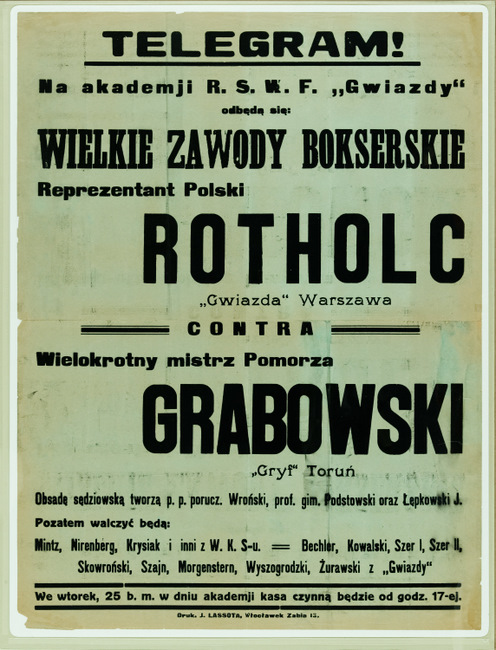 TELEGRAM!
Na akademji R. S. W. F. „Gwiazdy“
odbędą się:
WIELKIE ZAWODY BOKSERSKIE
Reprezentant Polski
ROTHOLC
„Gwiazda“ Warszawa
CONTRA
Wielokrotny mistrz Pomorza
GRABOWSKI
„Gryf“ Toruń
Obsadę sędziowską tworzą p. p. porucz. Wroński, prof. gim. Podstowski oraz Łępkowski J.
Pozatem walczyć będą:
Mintz, Nirenberg, Krysiak i inni z W. K. S-u. = Bechler, Kowalski, Szer I, Szer II,
Skowroński, Szajn, Morgenstern, Wyszogrodzki, Żurawski z „Gwiazdy“
We wtorek, 25 b. m. w dniu akademji kasa czynną będzie od godz. 17-ej.
Druk. J. LASSOTA, Włocławek Żabia 13.